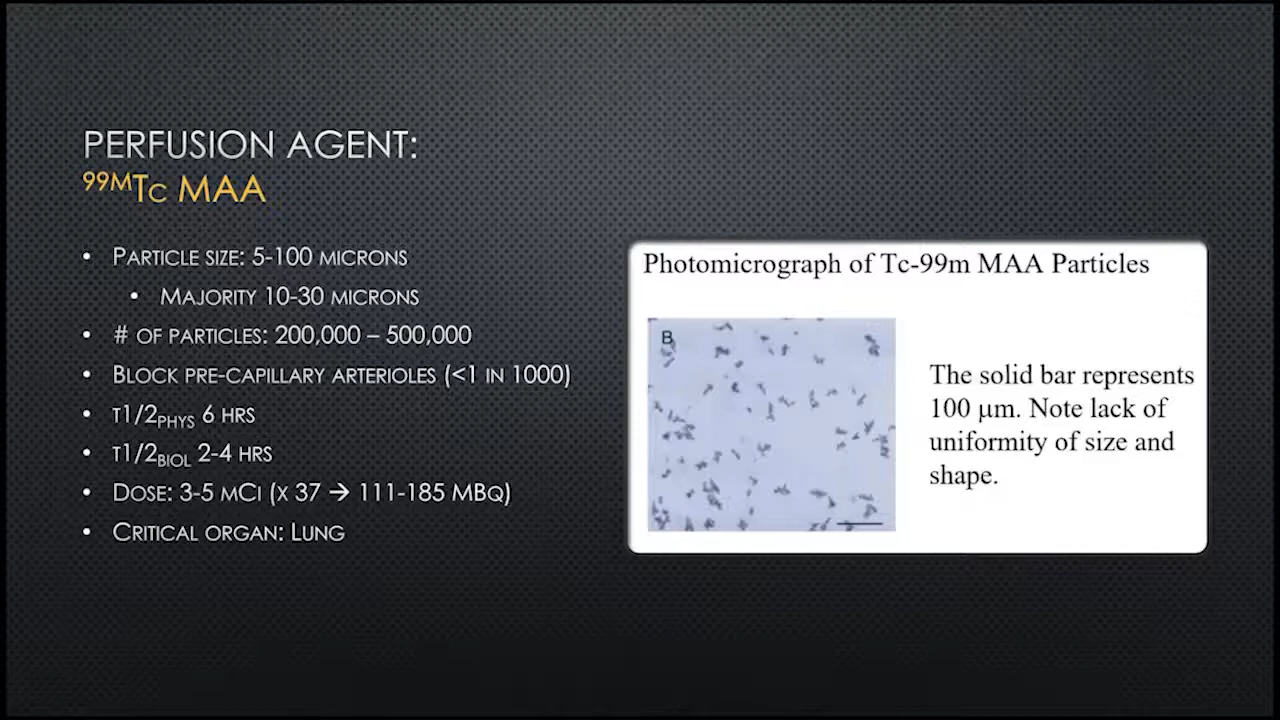 PERFUSION AGENT:
99MTC MAA
• PARTICLE SIZE: 5-100 MICRONS
• MAJORITY 10-30 MICRONS
• # OF PARTICLES: 200,000 – 500,000
• BLOCK PRE-CAPILLARY ARTERIOLES (<1 IN 1000)
• T1/2PHYS 6 HRS
• T1/2BIOL 2-4 HRS
• DOSE: 3-5 MCI (X 37 → 111-185 MBQ)
• CRITICAL ORGAN: LUNG
Photomicrograph of Tc-99m MAA Particles
B
The solid bar represents
100 μm. Note lack of
uniformity of size and
shape.